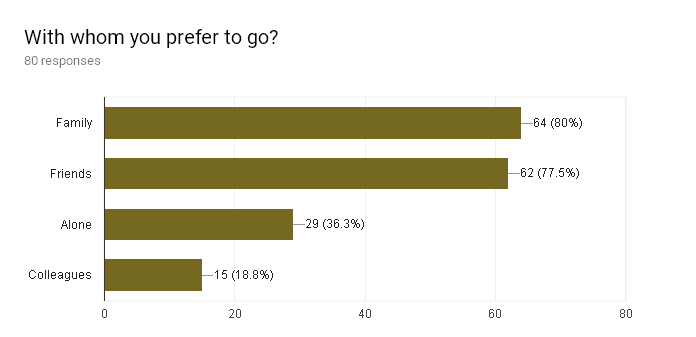 With whom you prefer to go?
80 responses
Family 64 (80%)
Friends 62 (77.5%)
Alone 29 (36.3%)
Colleagues 15 (18.8%)
0 20 40 60 80